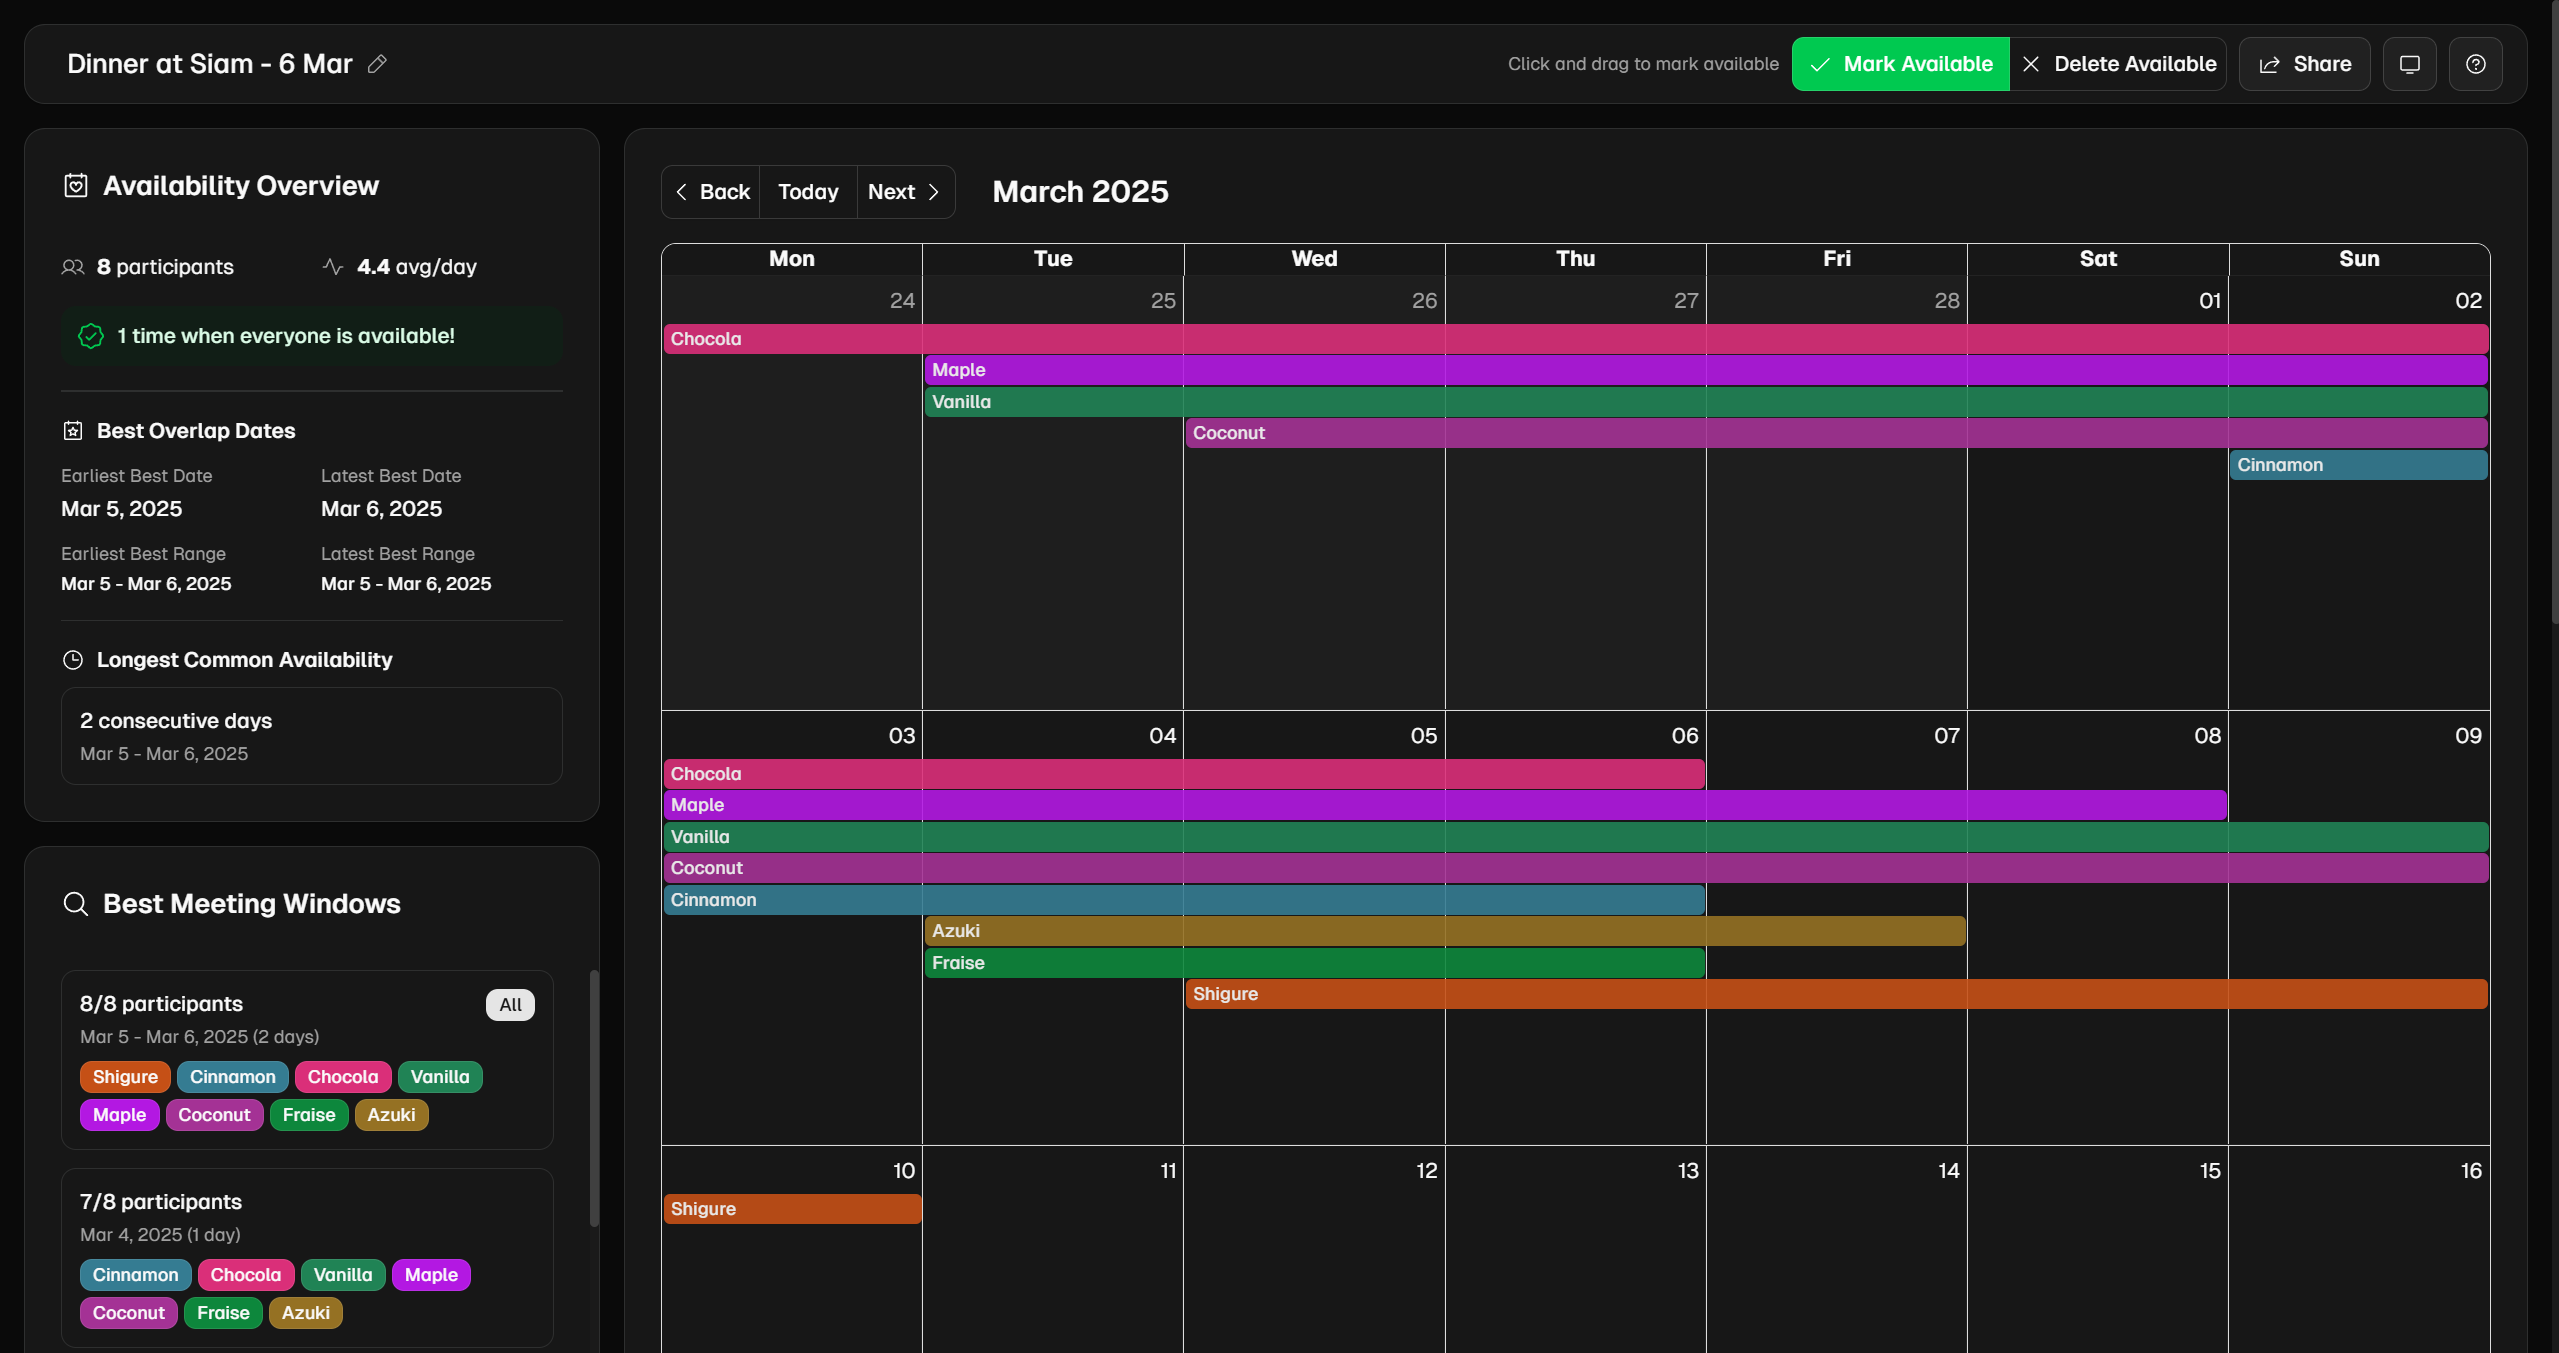 Dinner at Siam - 6 Mar
Click and drag to mark available
Mark Available
Delete Available
Share
Availability Overview
8 participants
4.4 avg/day
1 time when everyone is available!
Best Overlap Dates
Earliest Best Date
Latest Best Date
Mar 5, 2025
Mar 6, 2025
Earliest Best Range
Latest Best Range
Mar 5 - Mar 6, 2025
Mar 5 - Mar 6, 2025
Longest Common Availability
2 consecutive days
Mar 5 - Mar 6, 2025
Best Meeting Windows
8/8 participants
All
Mar 5 - Mar 6, 2025 (2 days)
Shigure Cinnamon Chocola Vanilla
Maple Coconut Fraise Azuki
7/8 participants
Mar 4, 2025 (1 day)
Cinnamon Chocola Vanilla Maple
Coconut Fraise Azuki
Back Today Next
March 2025
Mon Tue Wed Thu Fri Sat Sun
24 25 26 27 28 01 02
Chocola
Maple
Vanilla
Coconut
Cinnamon
03 04 05 06 07 08 09
Chocola
Maple
Vanilla
Coconut
Cinnamon
Azuki
Fraise
Shigure
10 11 12 13 14 15 16
Shigure